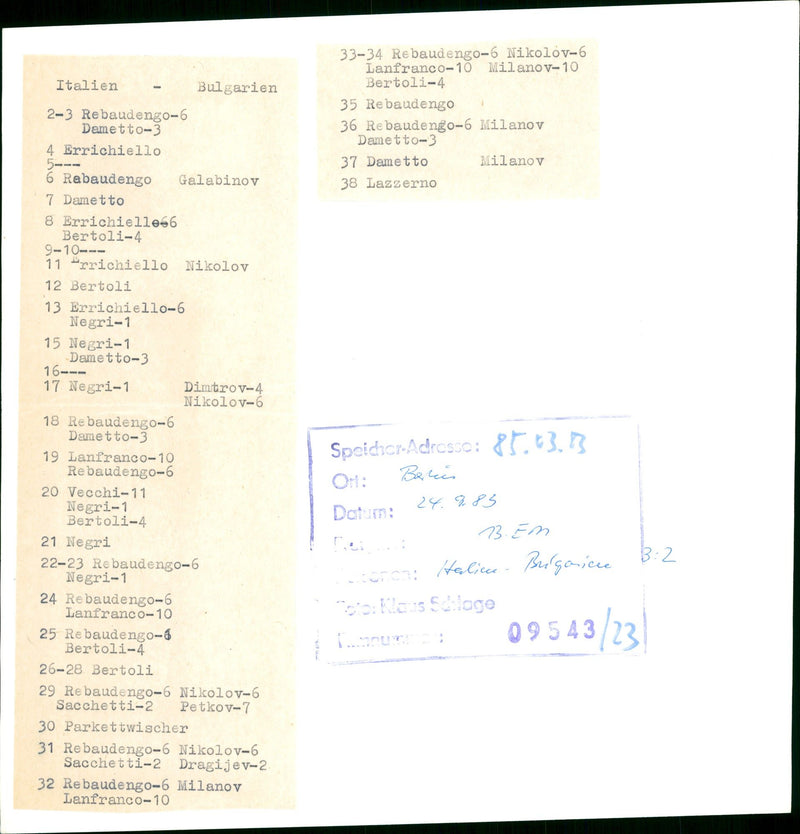 Italien - Bulgarien
2-3 Rebaudengo-6
Dametto-3
4 Errichiello
5---
6 Rabaudengo Galabinov
7 Dametto
8 Errichielle66
Bertoli-4
9-10---
11 Errichiello Nikolov
12 Bertoli
13 Errichiello-6
Negri-1
15 Negri-1
Dametto-3
16---
17 Negri-1 Dimtrov-4
Nikolov-6
18 Rebaudengo-6
Dametto-3
19 Lanfranco-10
Rebaudengo-6
20 Vecchi-11
Negri-1
Bertoli-4
21 Negri
22-23 Rebaudengo-6
Negri-1
24 Rebaudengo-6
Lanfranco-10
25 Rebaudengo-6
Bertoli-4
26-28 Bertoli
29 Rebaudengo-6 Nikolov-6
Sacchetti-2 Petkov-7
30 Parkettwischer
31 Rebaudengo-6 Nikolov-6
Sacchetti-2 Dragijev-2
32 Rebaudengo-6 Milanov
Lanfranco-10
33-34 Rebaudengo-6 Nikolov-6
Lanfranco-10 Milanov-10
Bertoli-4
35 Rebaudengo
36 Rebaudengo-6 Milanov
Dametto-3
37 Dametto Milanov
38 Lazzerno
Speicher-Adresse: 85.03.13
Ort: Berlin
Datum: 24.9.83
B-EM
Italien - Bulgarien 3:2
Foto: Klaus Schlage
09543/23